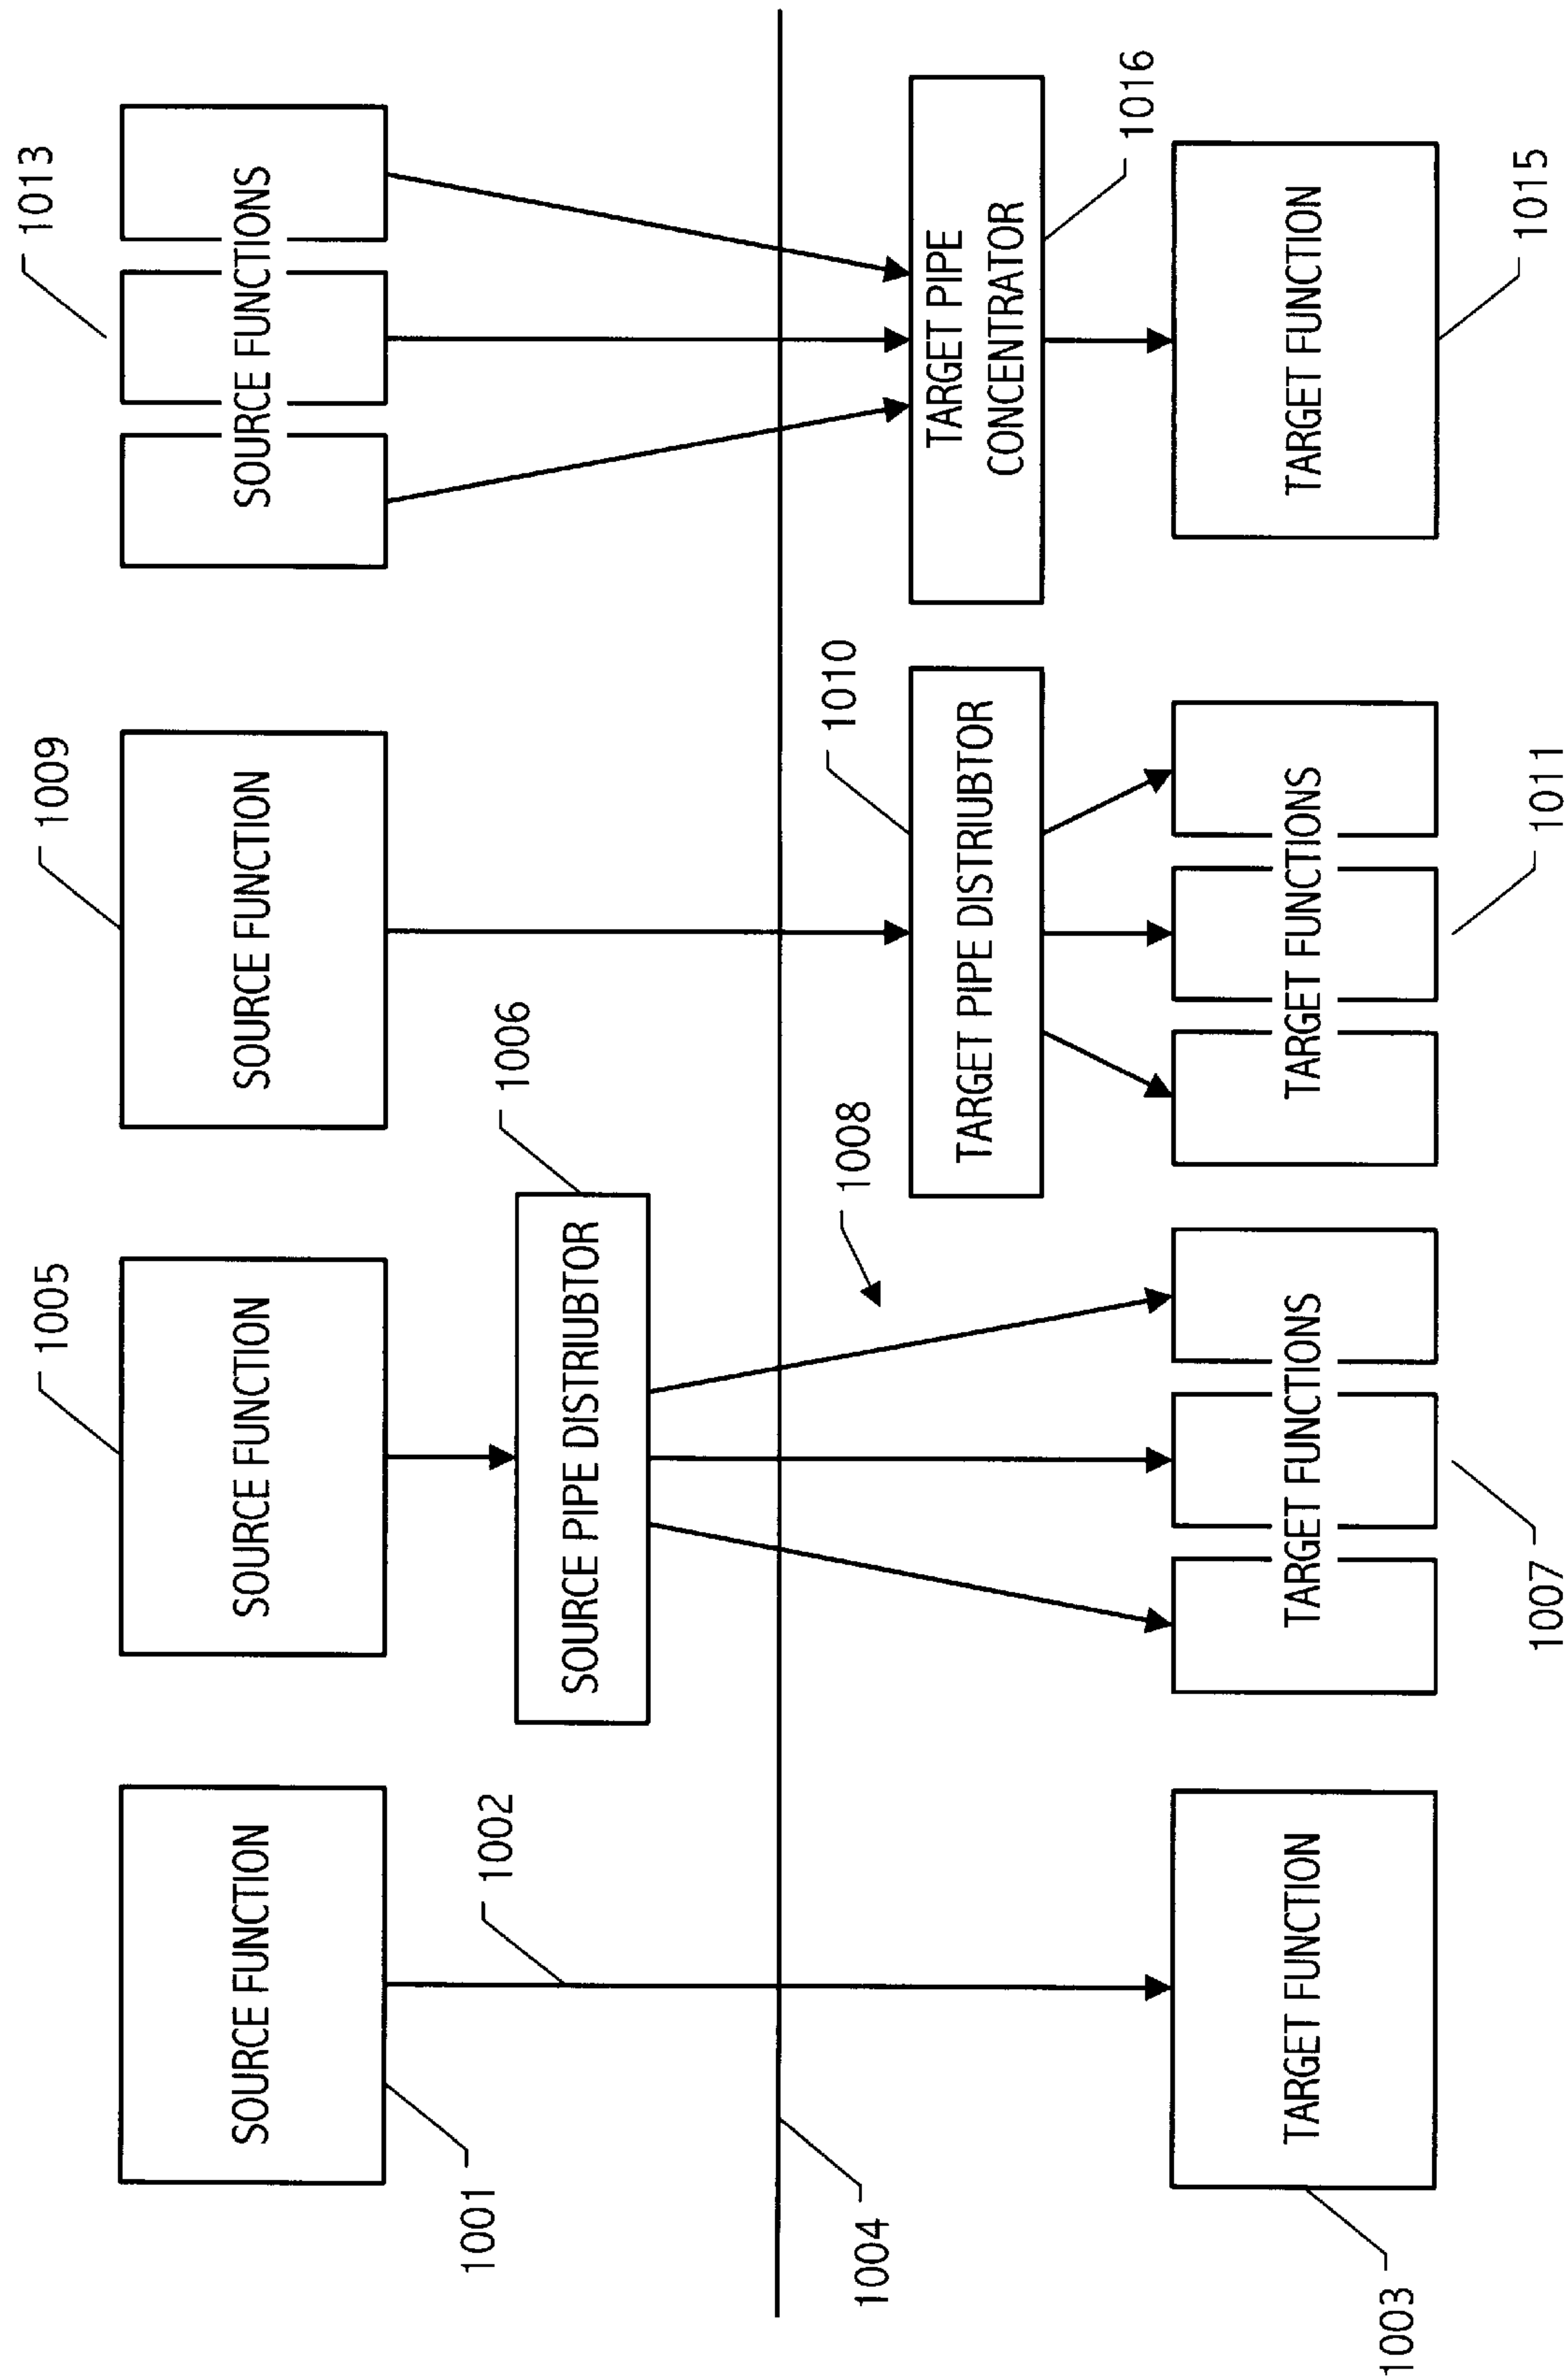 1001
SOURCE FUNCTION
1002
1004
TARGET FUNCTION
1003
1005
SOURCE FUNCTION
1006
SOURCE PIPE DISTRIUBTOR
1008
TARGET FUNCTIONS
1007
1009
SOURCE FUNCTION
1010
TARGET PIPE DISTRIUBTOR
TARGET FUNCTIONS
1011
1013
SOURCE FUNCTIONS
TARGET PIPE
CONCENTRATOR
1016
TARGET FUNCTION
1015